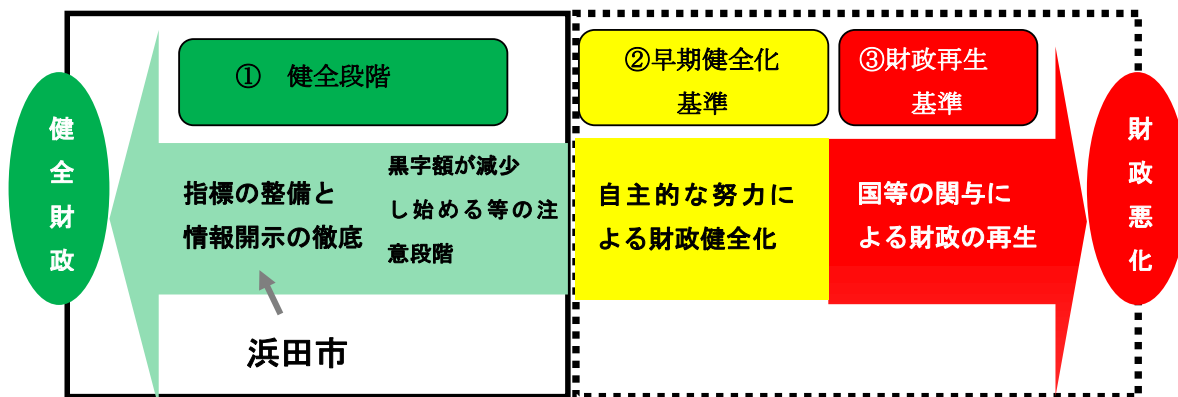 ① 健全段階
②早期健全化
基準
③財政再生
基準
健全財政
指標の整備と
情報開示の徹底
黒字額が減少
し始める等の注
意段階
自主的な努力に
よる財政健全化
国等の関与に
よる財政の再生
財政悪化
浜田市